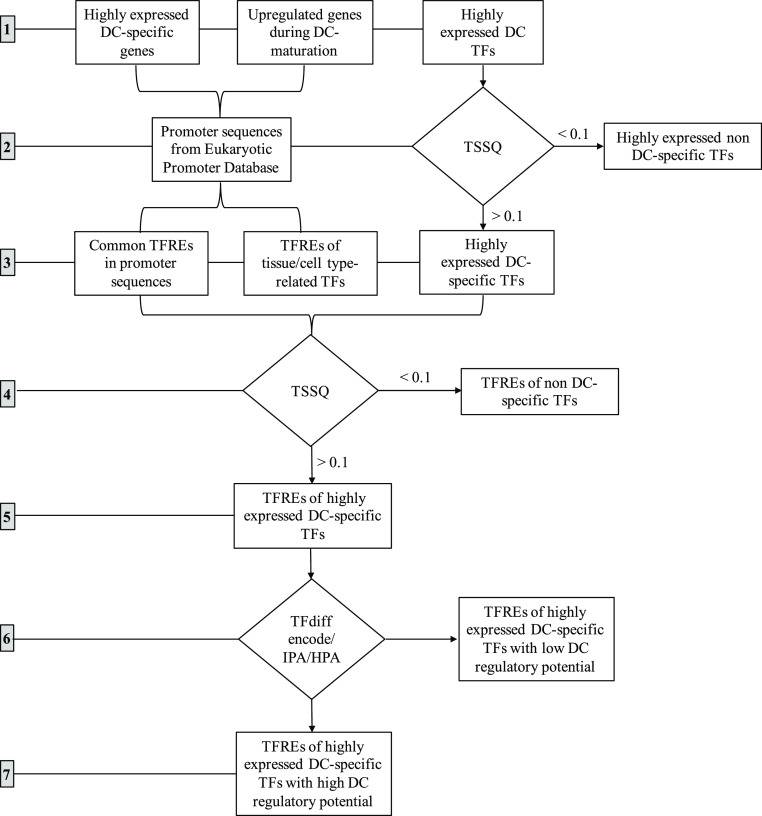 1
Highly expressed
DC-specific
genes
Upregulated genes
during DC-
maturation
Highly
expressed DC
TFs
2
Promoter sequences
from Eukaryotic
Promoter Database
TSSQ
< 0.1
Highly expressed non
DC-specific TFs
> 0.1
3
Common TFREs
in promoter
sequences
TFREs of
tissue/cell type-
related TFs
Highly
expressed DC-
specific TFs
4
TSSQ
< 0.1
TFREs of non DC-
specific TFs
> 0.1
5
TFREs of highly
expressed DC-specific
TFs
6
TFdiff
encode/
IPA/HPA
TFREs of highly
expressed DC-specific
TFs with low DC
regulatory potential
7
TFREs of highly
expressed DC-specific
TFs with high DC
regulatory potential